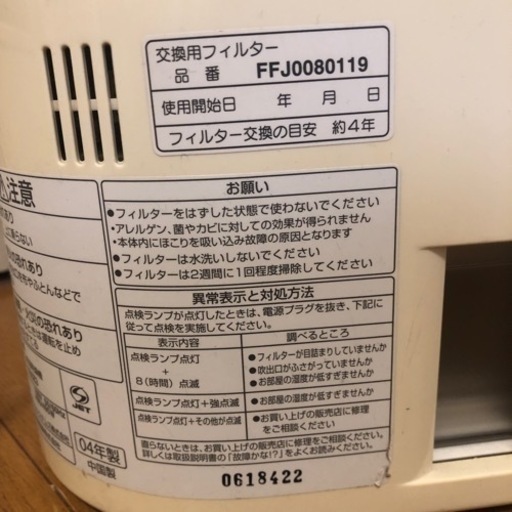 交換用フィルター
品 番 FFJ0080119
使用開始日 年 月 日
フィルター交換の目安 約4年
注意
お願い
●フィルターをはずした状態で使わないでください
・アレルゲン、菌やカビに対しての効果が得られません
・本体内にほこりを吸い込み故障の原因となります
●フィルターは水洗いしないでください
●フィルターは2週間に1回程度掃除してください
異常表示と対処方法
点検ランプが点灯したときは、電源プラグを抜き、下記に
従って点検を実施してください。
表示内容 調べるところ
点検ランプ点灯
+
8(時間)点滅
●フィルターが目詰まりしていませんか
●吹出口がふさがっていませんか
●お部屋の温度が低すぎませんか
点検ランプ点灯+強点滅 ●お部屋の湿度が低すぎませんか
点検ランプ点灯+その他が点滅 ●お買い上げの販売店に修理
をご相談ください。
直らないときは、お買い上げの販売店に修理をご相談ください。
詳しくは取扱説明書の「故障かな!?」をよくお読みください。
S
JET
04年製
中国製
0618422